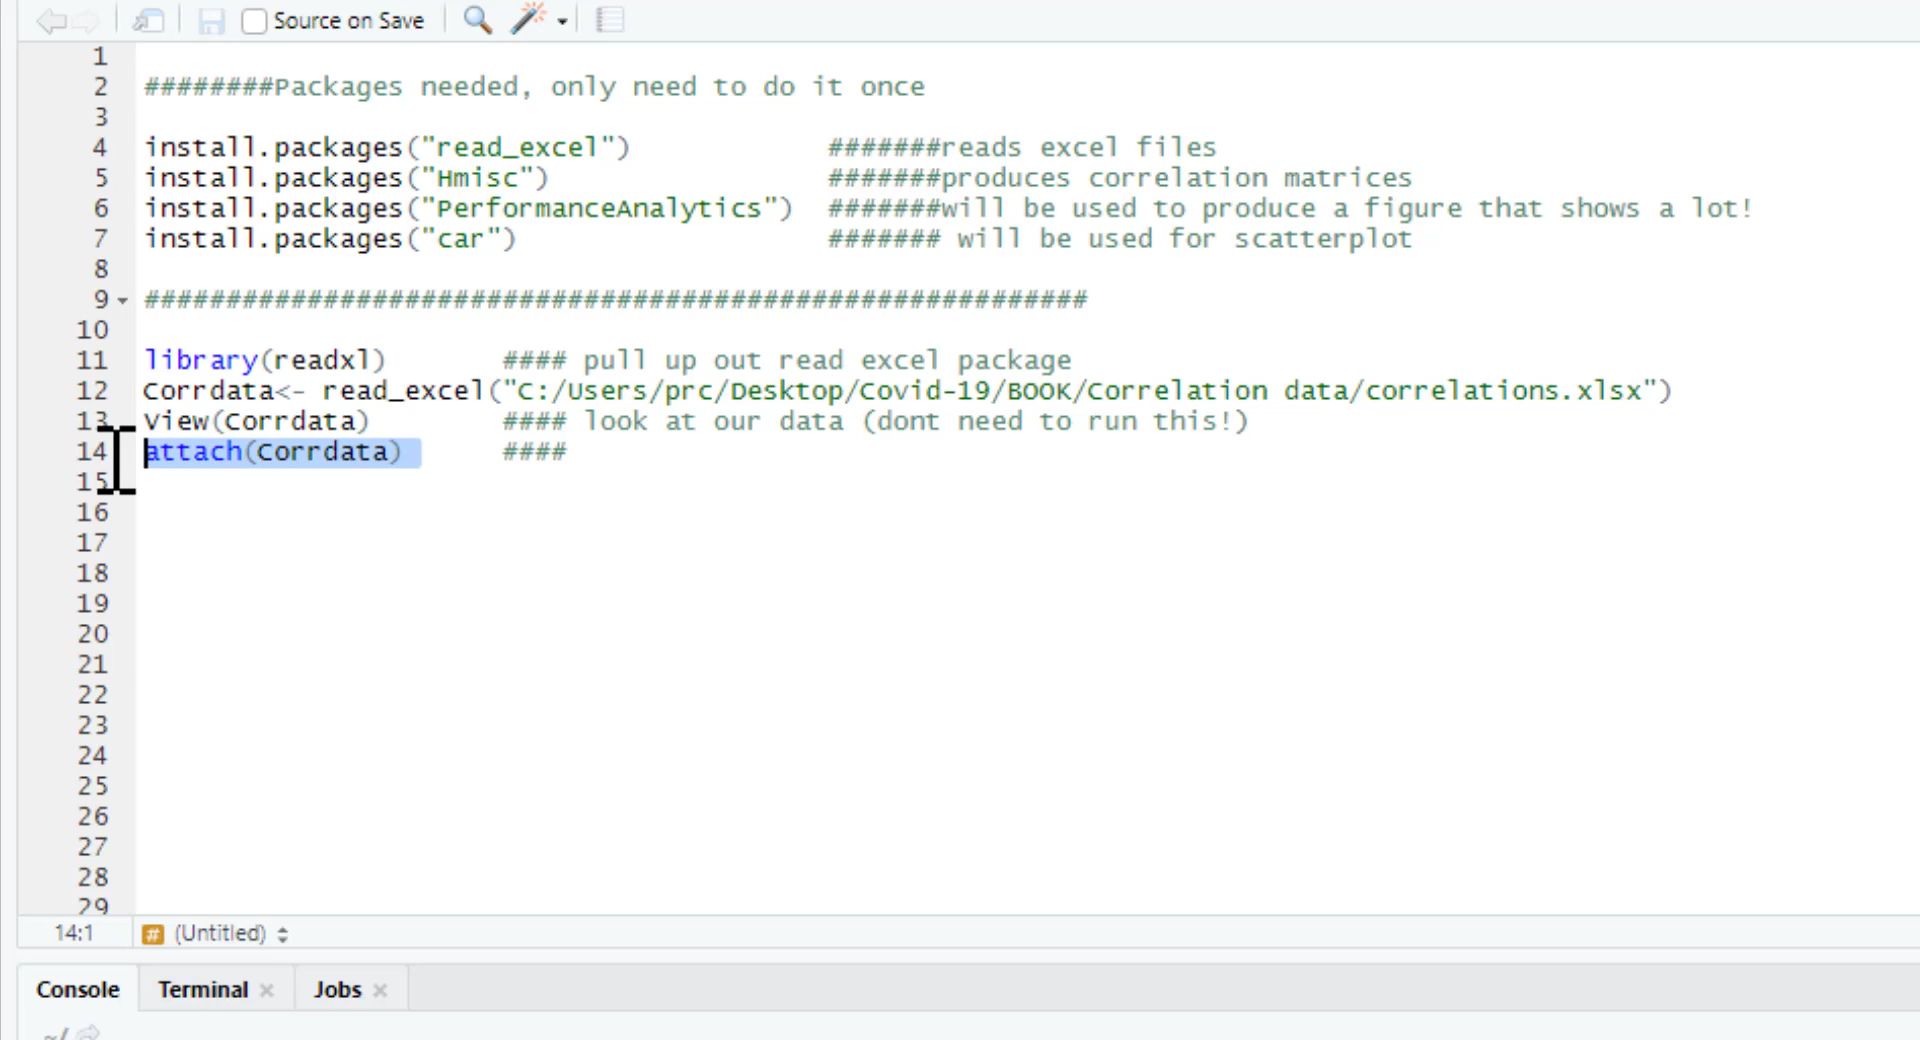 Source on Save
1
2 ########Packages needed, only need to do it once
3
4 install.packages("read_excel") #######reads excel files
5 install.packages("Hmisc") #######produces correlation matrices
6 install.packages("PerformanceAnalytics") #######will be used to produce a figure that shows a lot!
7 install.packages("car") ####### will be used for scatterplot
8
9 ##########################################################
10
11 library(readxl) #### pull up out read excel package
12 Corrdata<- read_excel("C:/Users/prc/Desktop/Covid-19/BOOK/Correlation data/correlations.xlsx")
13 View(Corrdata) #### look at our data (dont need to run this!)
14 attach(Corrdata) ####
15
16
17
18
19
20
21
22
23
24
25
26
27
28
29
14:1 # (Untitled)
Console Terminal Jobs
~/